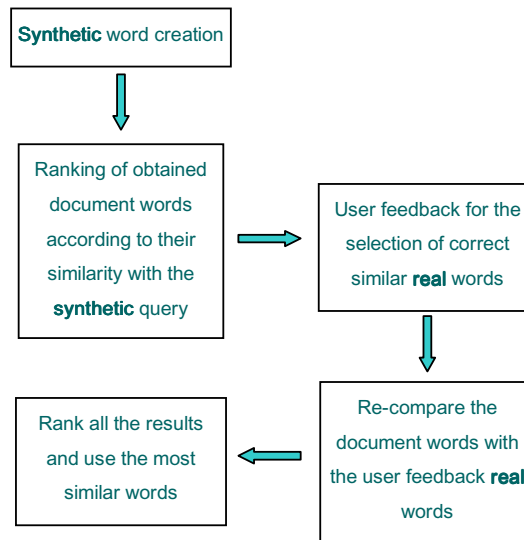 Synthetic word creation
Ranking of obtained
document words
according to their
similarity with the
synthetic query
User feedback for the
selection of correct
similar real words
Re-compare the
document words with
the user feedback real
words
Rank all the results
and use the most
similar words